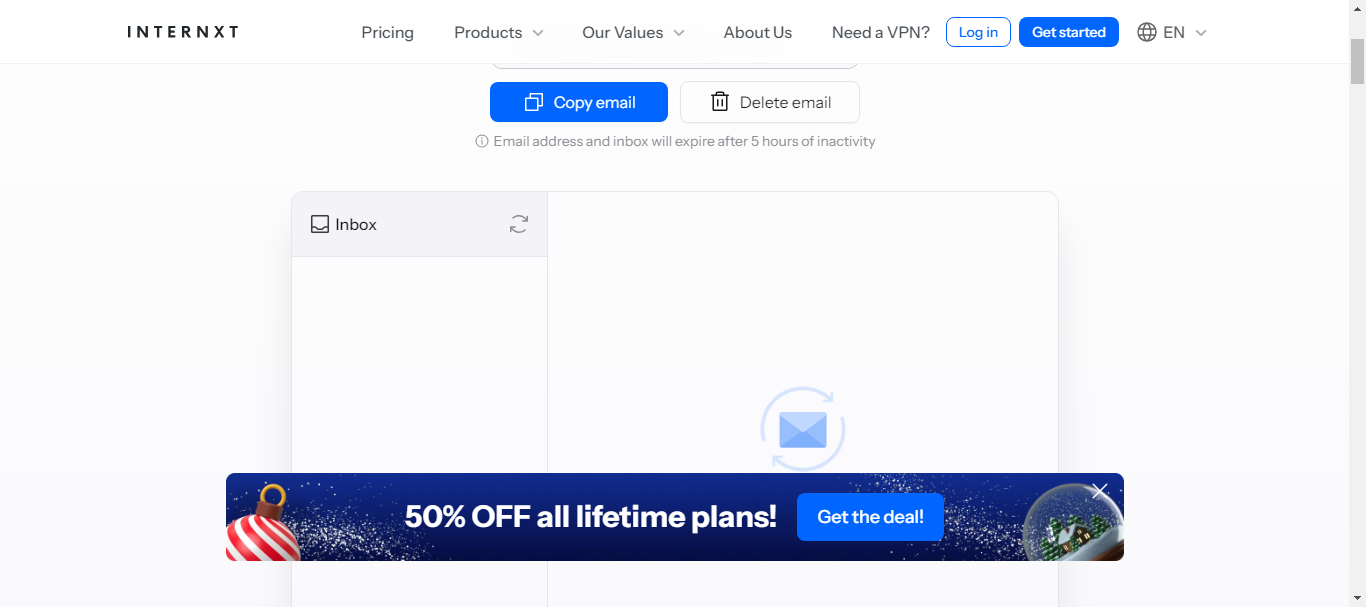 INTERNXT Pricing Products Our Values About Us Need a VPN? Log in Get started EN
Copy email Delete email
Email address and inbox will expire after 5 hours of inactivity
Inbox
50% OFF all lifetime plans! Get the deal!